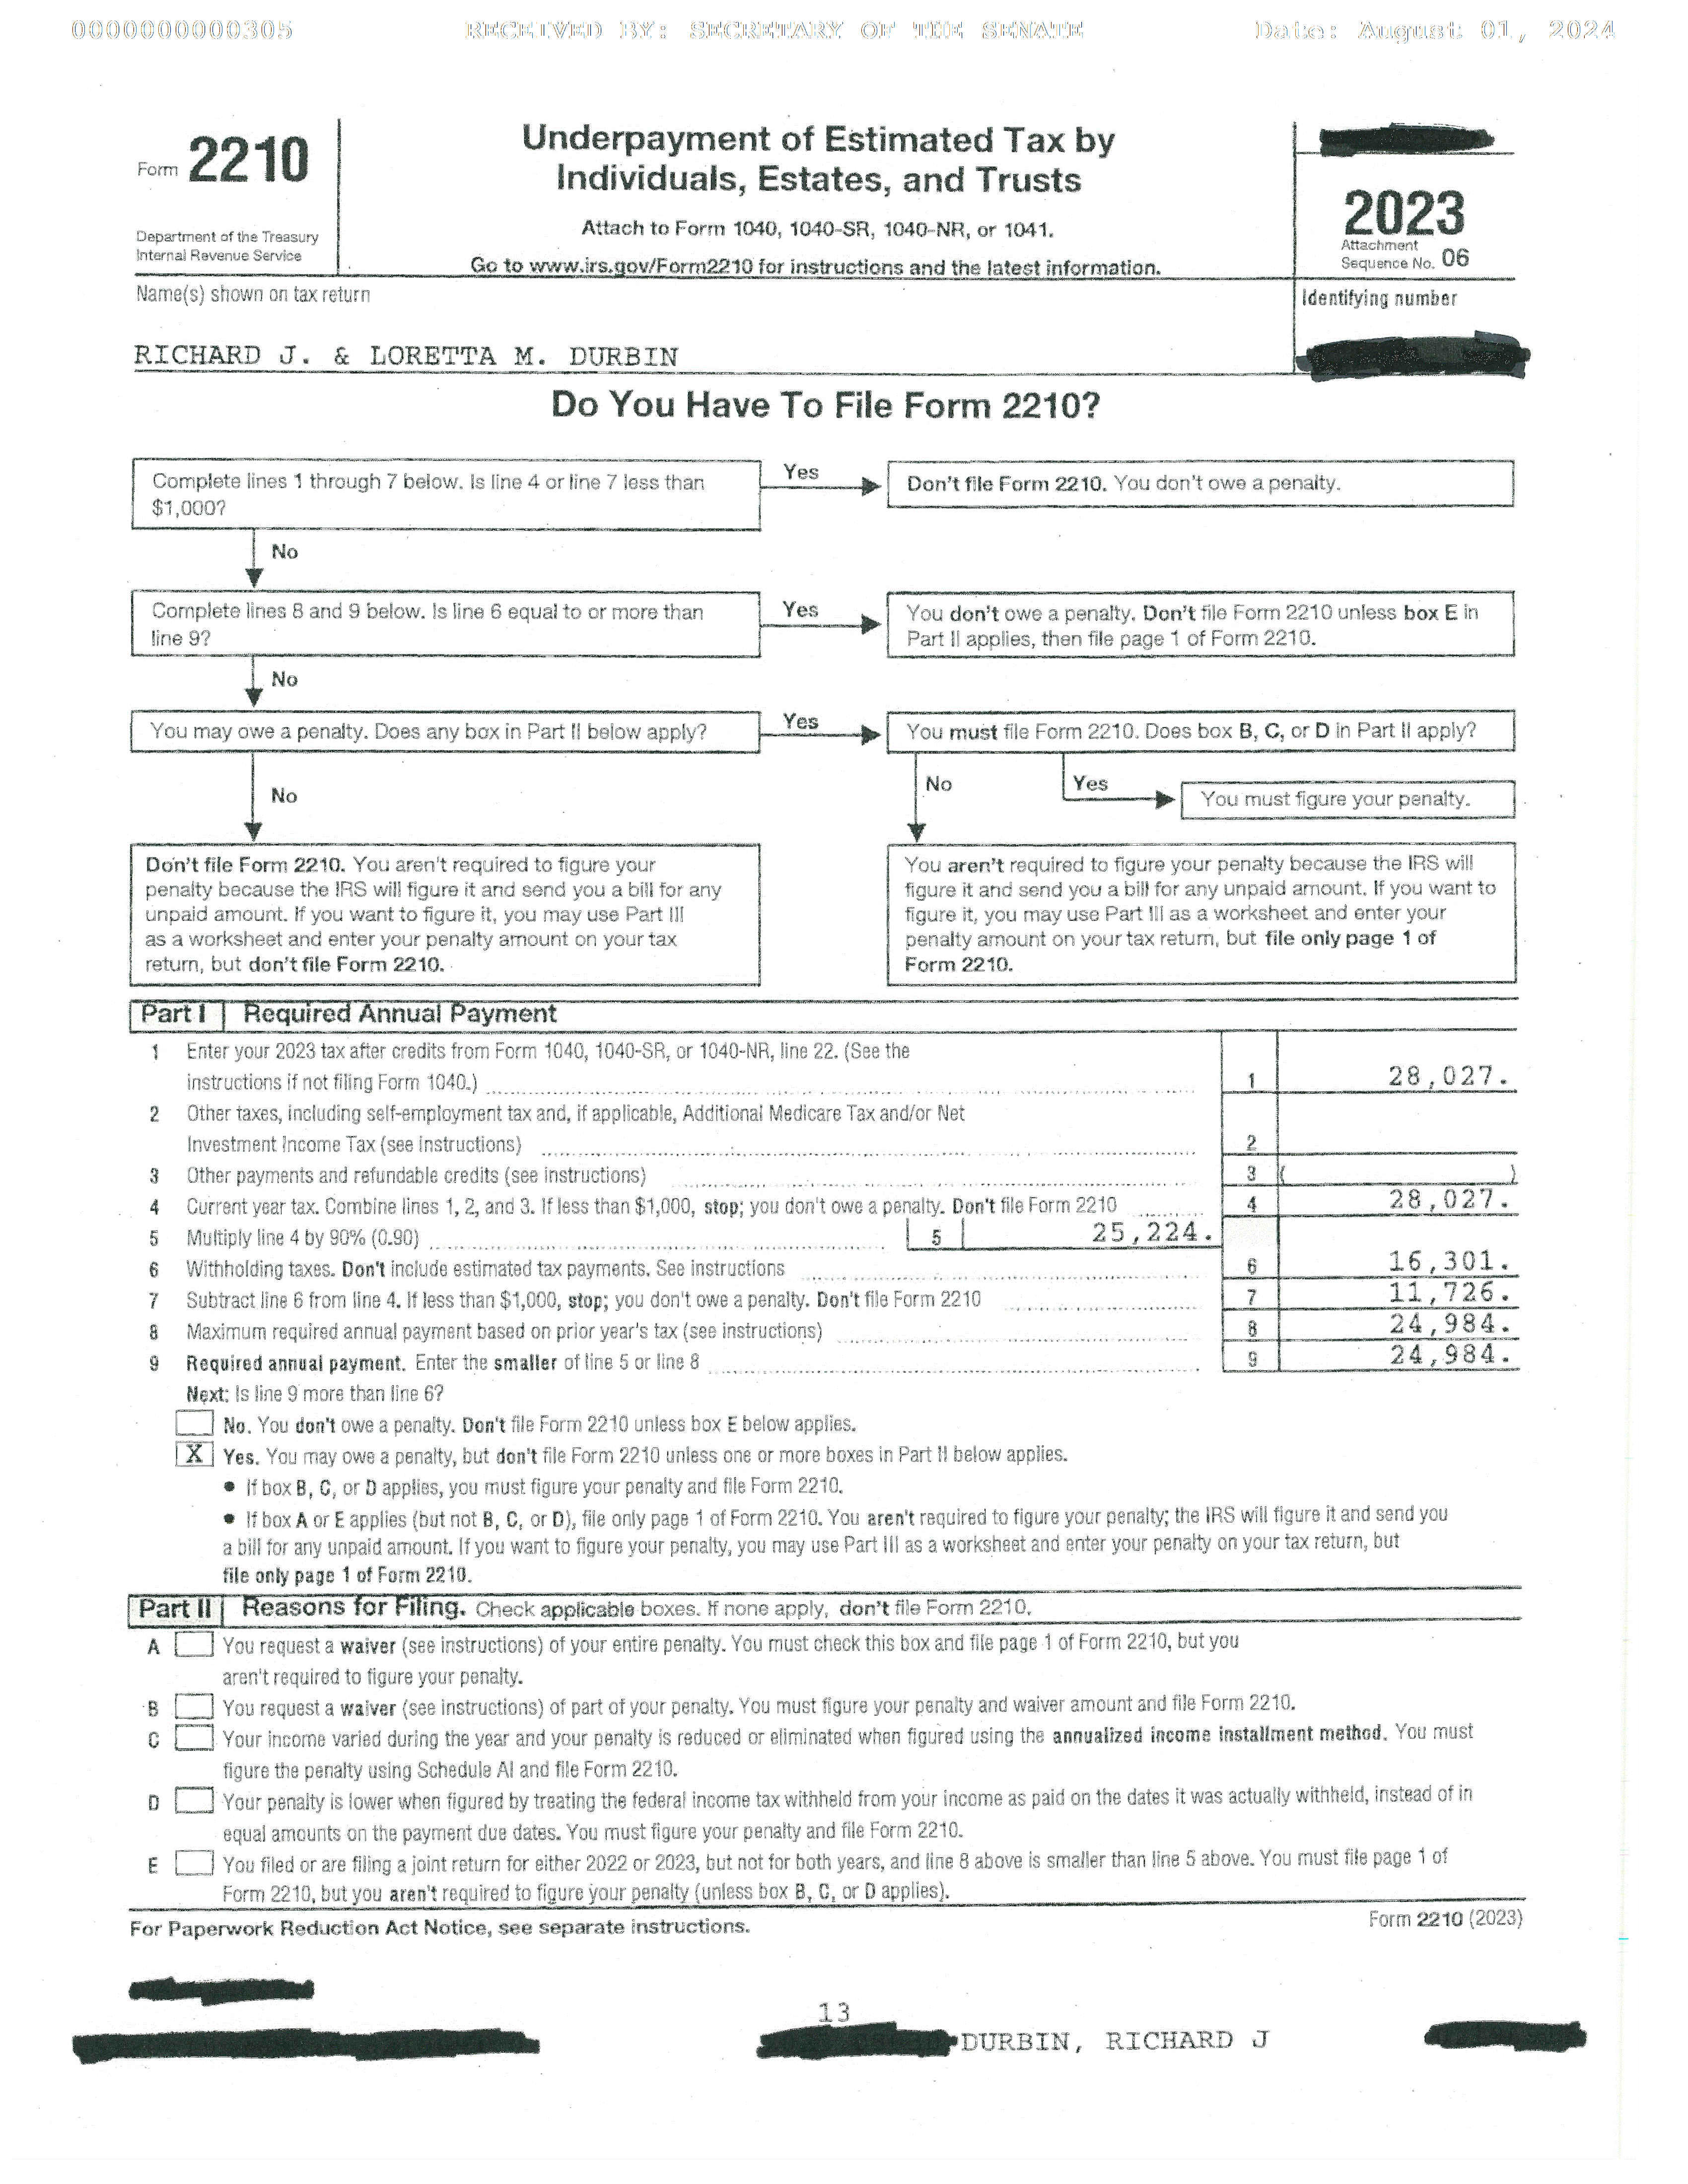 0000000000305 RECEIVED BY: SECRETARY OF THE SENATE Date: August 01, 2024
Form 2210
Department of the Treasury
Internal Revenue Service
Underpayment of Estimated Tax by
Individuals, Estates, and Trusts
Attach to Form 1040, 1040-SR, 1040-NR, or 1041.
Go to www.irs.gov/Form2210 for instructions and the latest information.
2023
Attachment
Sequence No. 06
Name(s) shown on tax return
Identifying number
RICHARD J. & LORETTA M. DURBIN
Do You Have To File Form 2210?
Complete lines 1 through 7 below. Is line 4 or line 7 less than
$1,000?
Yes
Don't file Form 2210. You don't owe a penalty.
No
Complete lines 8 and 9 below. Is line 6 equal to or more than
line 9?
Yes
You don't owe a penalty. Don't file Form 2210 unless box E in
Part II applies, then file page 1 of Form 2210.
No
You may owe a penalty. Does any box in Part II below apply?
Yes
You must file Form 2210. Does box B, C, or D in Part II apply?
No
No
Yes
You must figure your penalty.
Don't file Form 2210. You aren't required to figure your
penalty because the IRS will figure it and send you a bill for any
unpaid amount. If you want to figure it, you may use Part III
as a worksheet and enter your penalty amount on your tax
return, but don't file Form 2210.
You aren't required to figure your penalty because the IRS will
figure it and send you a bill for any unpaid amount. If you want to
figure it, you may use Part III as a worksheet and enter your
penalty amount on your tax return, but file only page 1 of
Form 2210.
Part I Required Annual Payment
1 Enter your 2023 tax after credits from Form 1040, 1040-SR, or 1040-NR, line 22. (See the
instructions if not filing Form 1040.) 1 28,027.
2 Other taxes, including self-employment tax and, if applicable, Additional Medicare Tax and/or Net
Investment Income Tax (see instructions) 2
3 Other payments and refundable credits (see instructions) 3 ( )
4 Current year tax. Combine lines 1, 2, and 3. If less than $1,000, stop; you don't owe a penalty. Don't file Form 2210 4 28,027.
5 Multiply line 4 by 90% (0.90) 5 25,224.
6 Withholding taxes. Don't include estimated tax payments. See instructions 6 16,301.
7 Subtract line 6 from line 4. If less than $1,000, stop; you don't owe a penalty. Don't file Form 2210 7 11,726.
8 Maximum required annual payment based on prior year's tax (see instructions) 8 24,984.
9 Required annual payment. Enter the smaller of line 5 or line 8 9 24,984.
Next: Is line 9 more than line 6?
No. You don't owe a penalty. Don't file Form 2210 unless box E below applies.
X Yes. You may owe a penalty, but don't file Form 2210 unless one or more boxes in Part II below applies.
● If box B, C, or D applies, you must figure your penalty and file Form 2210.
● If box A or E applies (but not B, C, or D), file only page 1 of Form 2210. You aren't required to figure your penalty; the IRS will figure it and send you
a bill for any unpaid amount. If you want to figure your penalty, you may use Part III as a worksheet and enter your penalty on your tax return, but
file only page 1 of Form 2210.
Part II Reasons for Filing. Check applicable boxes. If none apply, don't file Form 2210.
A You request a waiver (see instructions) of your entire penalty. You must check this box and file page 1 of Form 2210, but you
aren't required to figure your penalty.
B You request a waiver (see instructions) of part of your penalty. You must figure your penalty and waiver amount and file Form 2210.
C Your income varied during the year and your penalty is reduced or eliminated when figured using the annualized income installment method. You must
figure the penalty using Schedule AI and file Form 2210.
D Your penalty is lower when figured by treating the federal income tax withheld from your income as paid on the dates it was actually withheld, instead of in
equal amounts on the payment due dates. You must figure your penalty and file Form 2210.
E You filed or are filing a joint return for either 2022 or 2023, but not for both years, and line 8 above is smaller than line 5 above. You must file page 1 of
Form 2210, but you aren't required to figure your penalty (unless box B, C, or D applies).
For Paperwork Reduction Act Notice, see separate instructions.
Form 2210 (2023)
13
DURBIN, RICHARD J